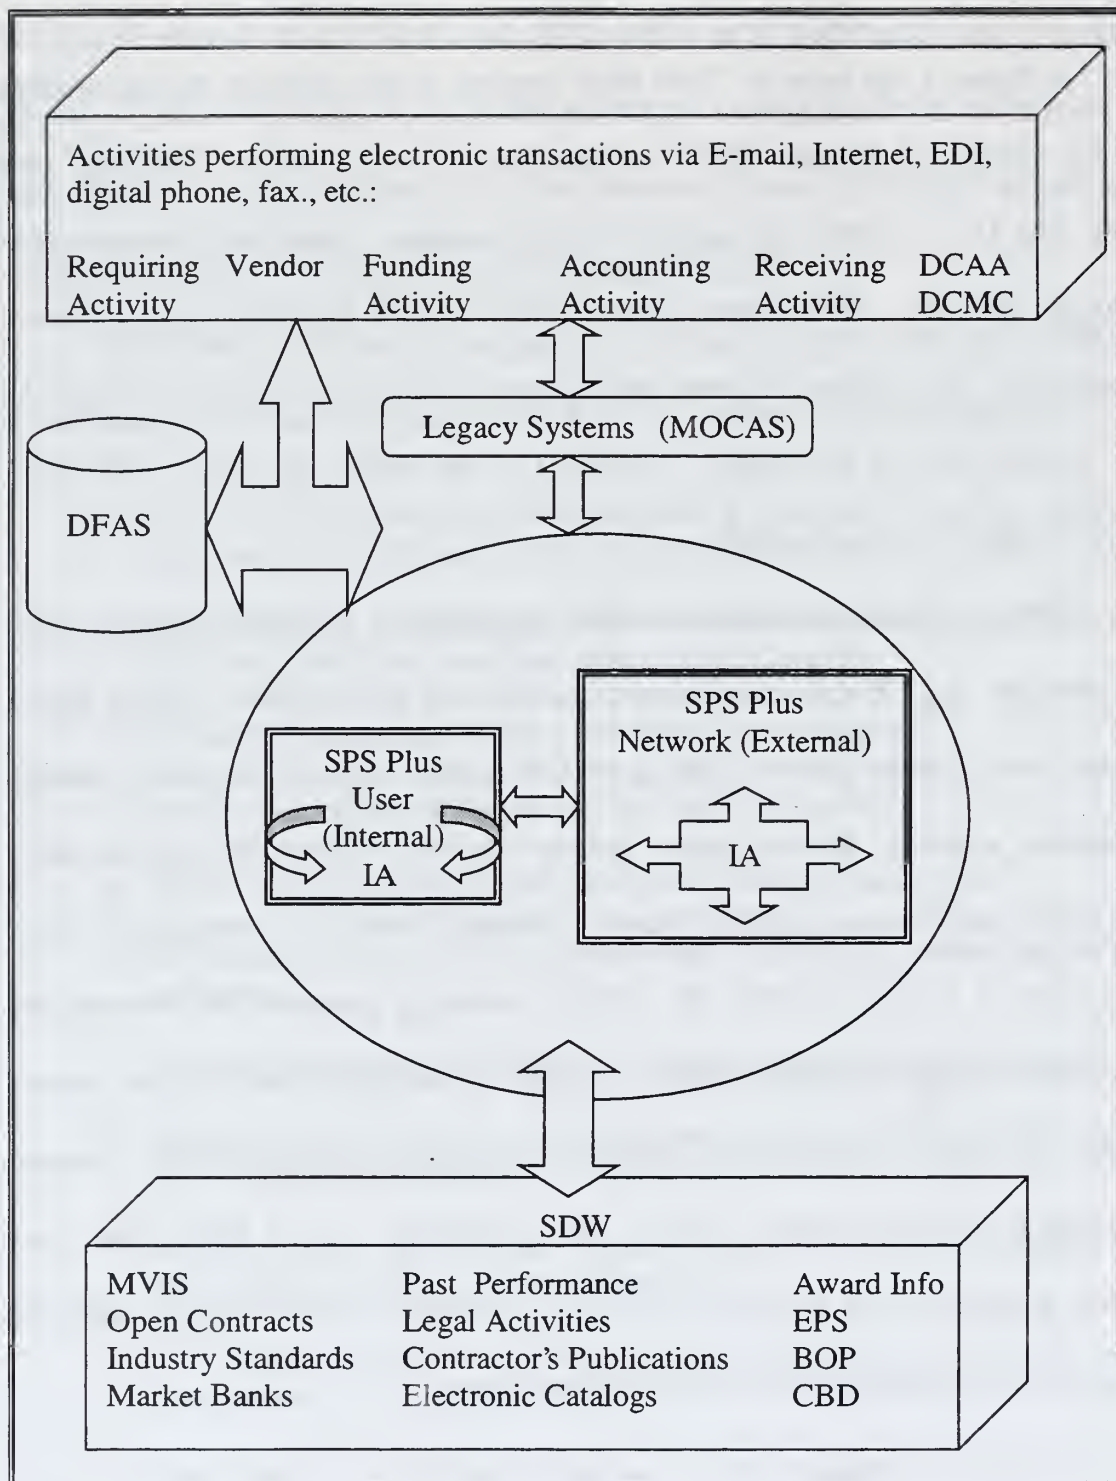 Activities performing electronic transactions via E-mail, Internet, EDI,
digital phone, fax., etc.:
Requiring Activity
Vendor
Funding Activity
Accounting Activity
Receiving Activity
DCAA
DCMC
Legacy Systems (MOCAS)
DFAS
SPS Plus
User
(Internal)
IA
SPS Plus
Network (External)
IA
SDW
MVIS
Open Contracts
Industry Standards
Market Banks
Past Performance
Legal Activities
Contractor's Publications
Electronic Catalogs
Award Info
EPS
BOP
CBD